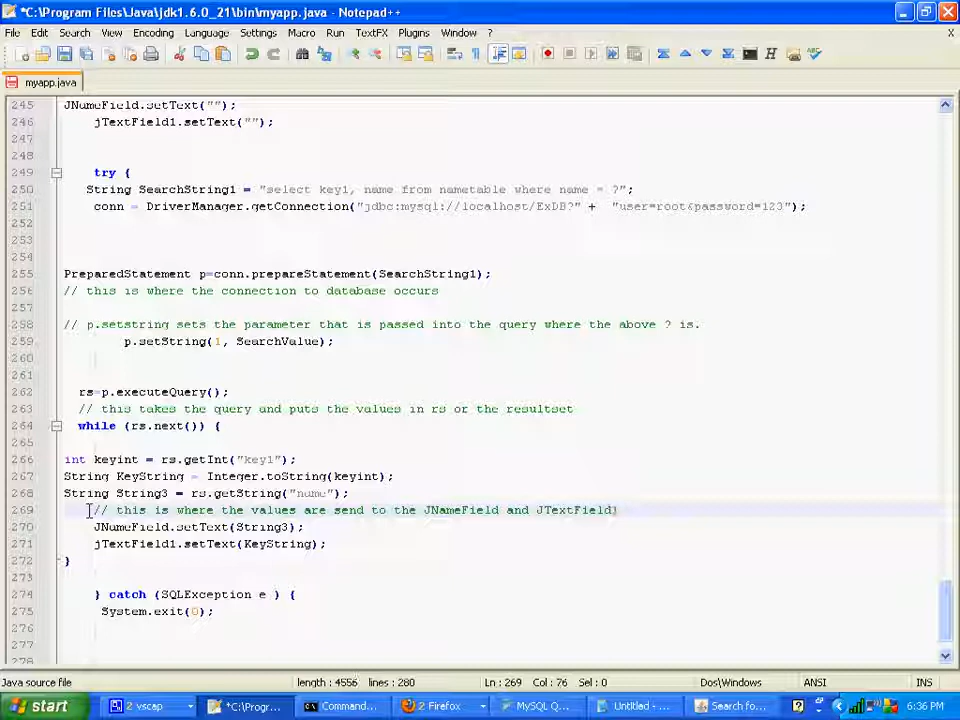 *C:\Program Files\Java\jdk1.6.0_21\bin\myapp.java - Notepad++
File Edit Search View Encoding Language Settings Macro Run TextFX Plugins Window ? X
myapp.java
245 JNameField.setText("");
246 jTextField1.setText("");
247
248
249 try {
250 String SearchString1 = "select key1, name from nametable where name = ?";
251 conn = DriverManager.getConnection("jdbc:mysql://localhost/ExDB?" + "user=root&password=123");
252
253
254
255 PreparedStatement p=conn.prepareStatement(SearchString1);
256 // this is where the connection to database occurs
257
258 // p.setstring sets the parameter that is passed into the query where the above ? is.
259 p.setString(1, SearchValue);
260
261
262 rs=p.executeQuery();
263 // this takes the query and puts the values in rs or the resultset
264 while (rs.next()) {
265
266 int keyint = rs.getInt("key1");
267 String KeyString = Integer.toString(keyint);
268 String String3 = rs.getString("name");
269 // this is where the values are send to the JNameField and JTextField1
270 JNameField.setText(String3);
271 jTextField1.setText(KeyString);
272 }
273
274 } catch (SQLException e ) {
275 System.exit(0);
276
277
278
Java source file length : 4556 lines : 280 Ln : 269 Col : 76 Sel : 0 Dos\Windows ANSI INS
start 2 vscap *C:\Progr... Command... 2 Firefox MySQL Q... Untitled - ... Search fo... 6:36 PM